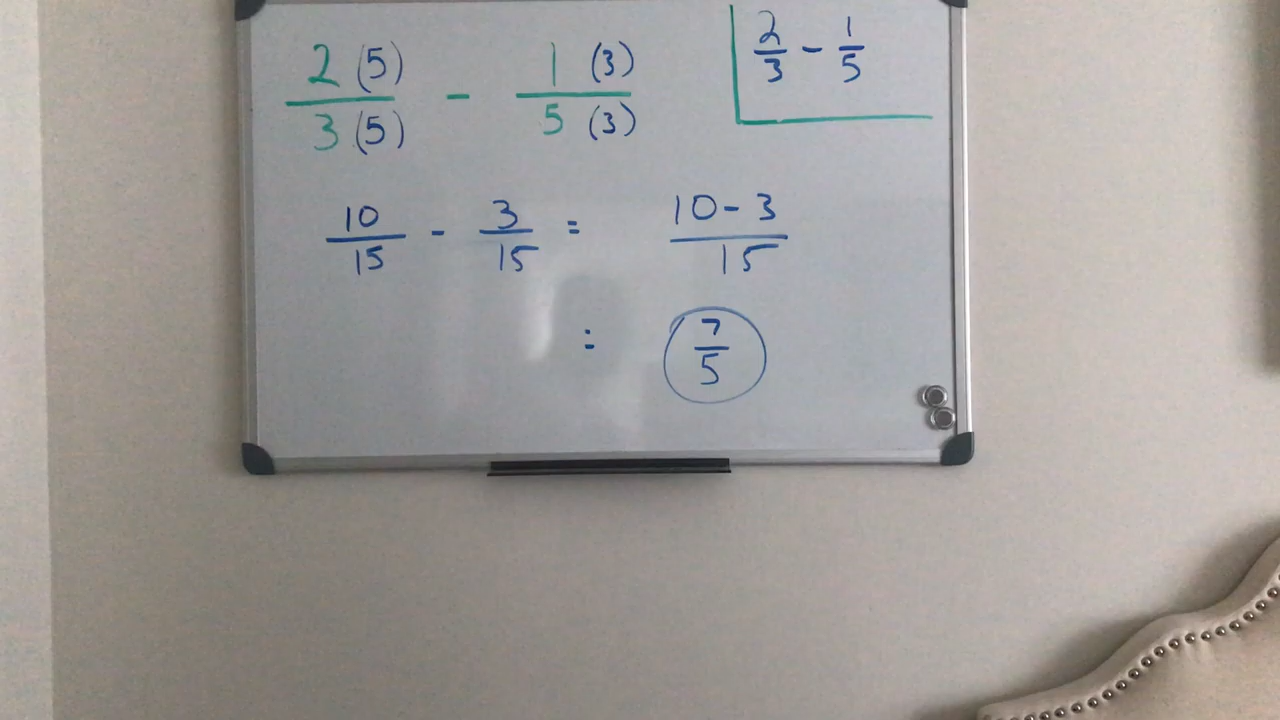 2 (5) / 3 (5) - 1 (3) / 5 (3)
2/3 - 1/5
10/15 - 3/15 = 10 - 3 / 15
= 7/5